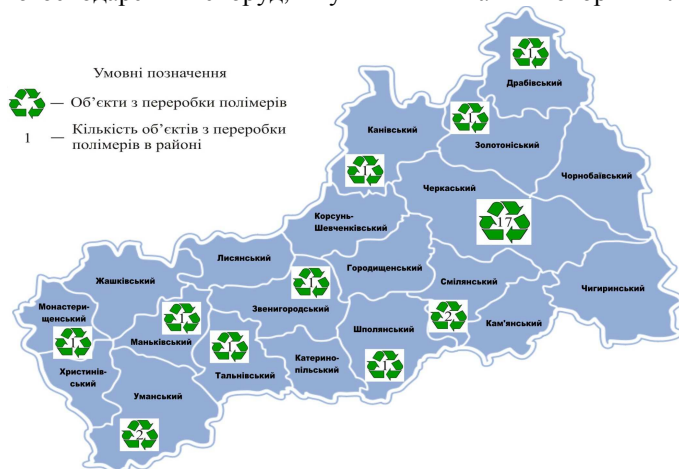 Умовні позначення
— Об’єкти з переробки полімерів
1 — Кількість об’єктів з переробки
полімерів в районі
1
Драбівський
1
Канівський
Золотоніський
1
Чорнобаївський
Черкаський
17
Корсунь-
Шевченківський
Лисянський
Городищенський
Смілянський
Чигиринський
Жашківський
1
Звенигородський
Монастири-
щенський
1
2
Кам'янський
Шполянський
1
Маньківський
1
Христинів-
ський
Тальнівський
Катерино-
пільський
1
Уманський
2